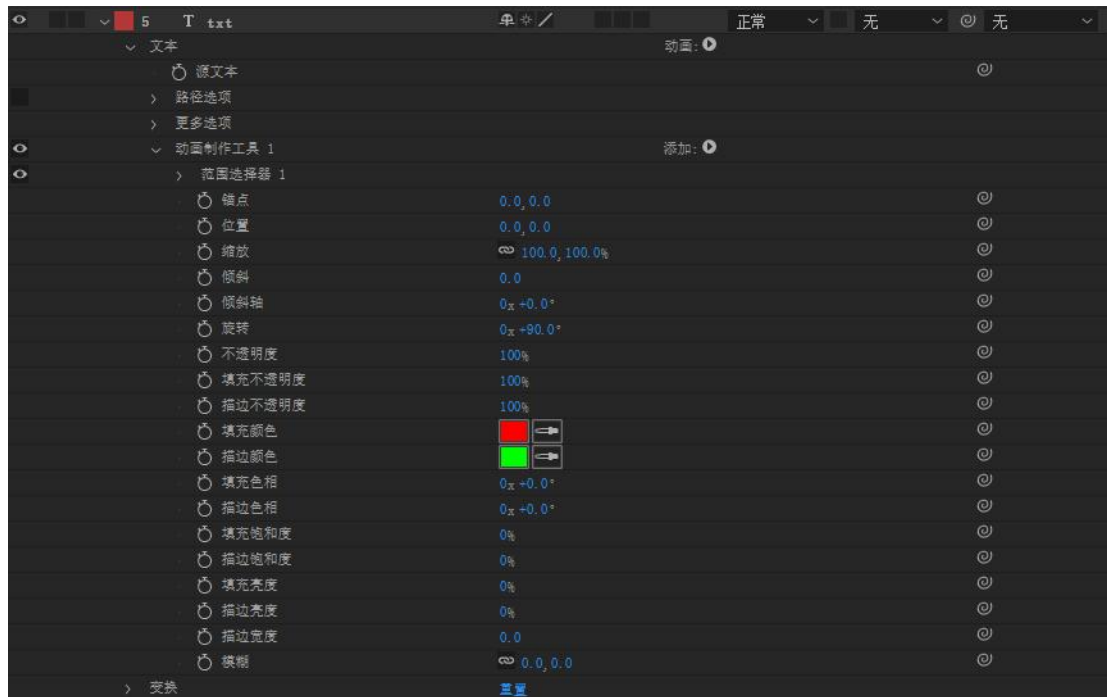 5 T txt 正常 无 无
文本 动画:
源文本
路径选项
更多选项
动画制作工具 1 添加:
范围选择器 1
锚点 0.0, 0.0
位置 0.0, 0.0
缩放 100.0, 100.0%
倾斜 0.0
倾斜轴 0x +0.0°
旋转 0x +90.0°
不透明度 100%
填充不透明度 100%
描边不透明度 100%
填充颜色
描边颜色
填充色相 0x +0.0°
描边色相 0x +0.0°
填充饱和度 0%
描边饱和度 0%
填充亮度 0%
描边亮度 0%
描边宽度 0.0
模糊 0.0, 0.0
变换 重置